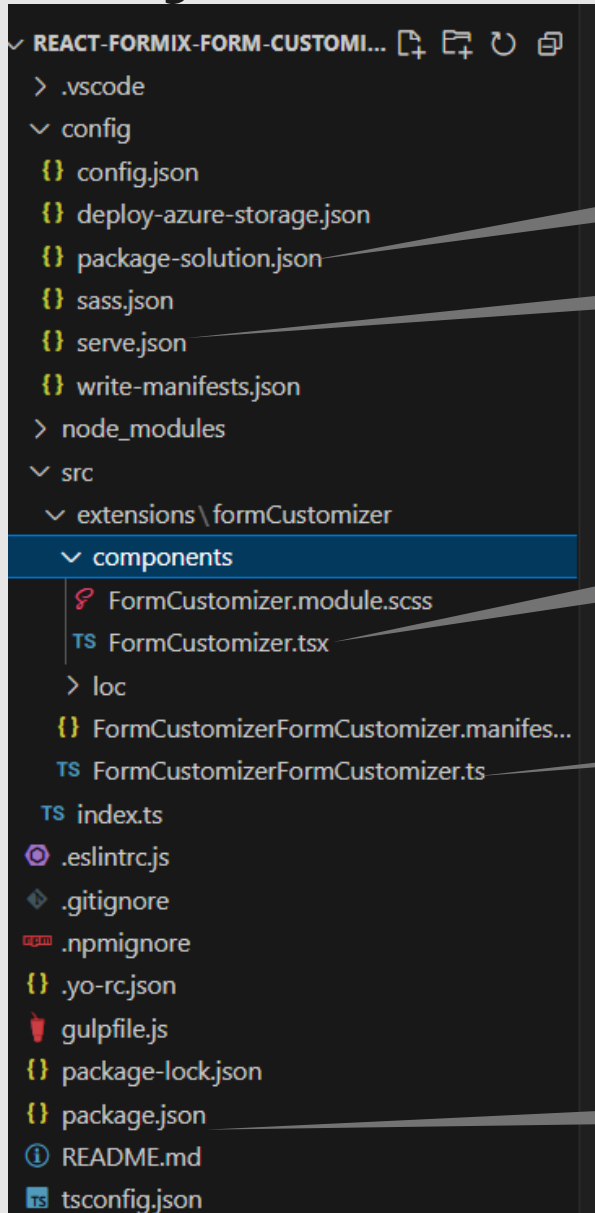 REACT-FORMIX-FORM-CUSTOMI...
.vscode
config
{} config.json
{} deploy-azure-storage.json
{} package-solution.json
{} sass.json
{} serve.json
{} write-manifests.json
node_modules
src
extensions\formCustomizer
components
FormCustomizer.module.scss
TS FormCustomizer.tsx
loc
{} FormCustomizerFormCustomizer.manifes...
TS FormCustomizerFormCustomizer.ts
TS index.ts
.eslintrc.js
.gitignore
npm .npmignore
{} .yo-rc.json
gulpfile.js
{} package-lock.json
{} package.json
README.md
TS tsconfig.json